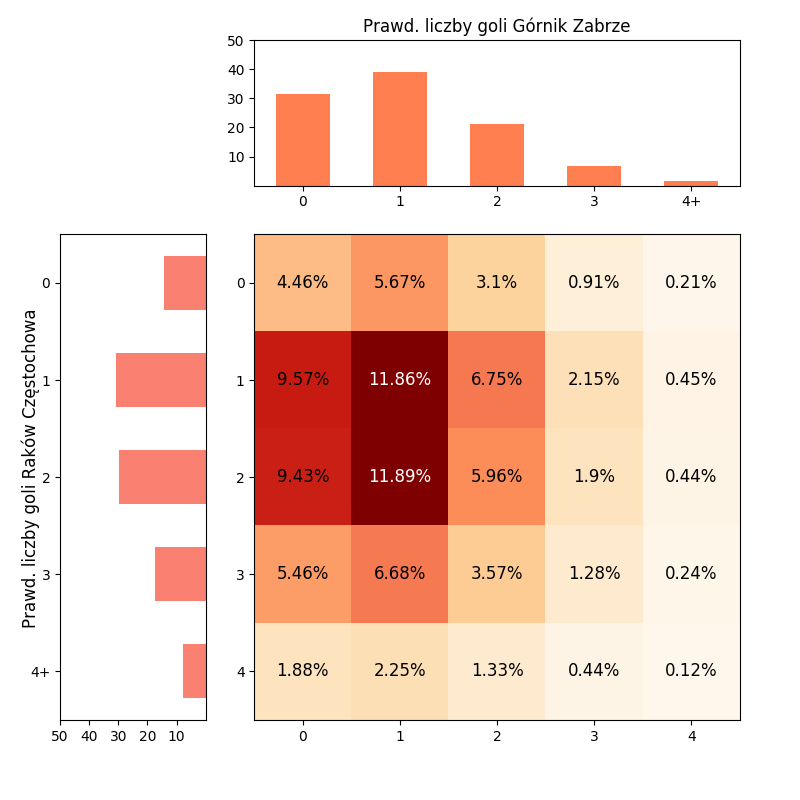 Prawd. liczby goli Górnik Zabrze
50
40
30
20
10
0 1 2 3 4+
Prawd. liczby goli Raków Częstochowa
0
1
2
3
4+
50 40 30 20 10
0 4.46% 5.67% 3.1% 0.91% 0.21%
1 9.57% 11.86% 6.75% 2.15% 0.45%
2 9.43% 11.89% 5.96% 1.9% 0.44%
3 5.46% 6.68% 3.57% 1.28% 0.24%
4 1.88% 2.25% 1.33% 0.44% 0.12%
0 1 2 3 4